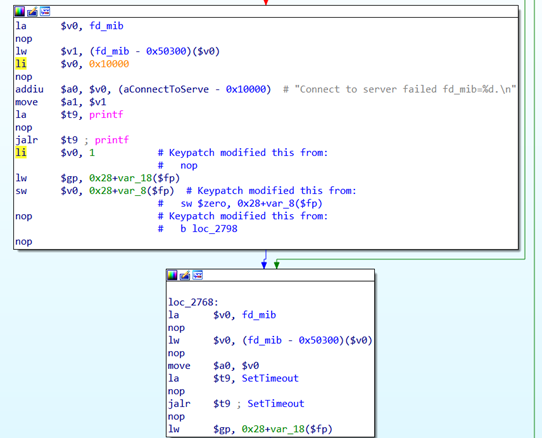 la $v0, fd_mib
nop
lw $v1, (fd_mib - 0x50300)($v0)
li $v0, 0x10000
nop
addiu $a0, $v0, (aConnectToServe - 0x10000) # "Connect to server failed fd_mib=%d.\n"
move $a1, $v1
la $t9, printf
nop
jalr $t9 ; printf
li $v0, 1 # Keypatch modified this from:
# nop
lw $gp, 0x28+var_18($fp)
sw $v0, 0x28+var_8($fp) # Keypatch modified this from:
# sw $zero, 0x28+var_8($fp)
nop # Keypatch modified this from:
# b loc_2798
nop
loc_2768:
la $v0, fd_mib
nop
lw $v0, (fd_mib - 0x50300)($v0)
nop
move $a0, $v0
la $t9, SetTimeout
nop
jalr $t9 ; SetTimeout
nop
lw $gp, 0x28+var_18($fp)